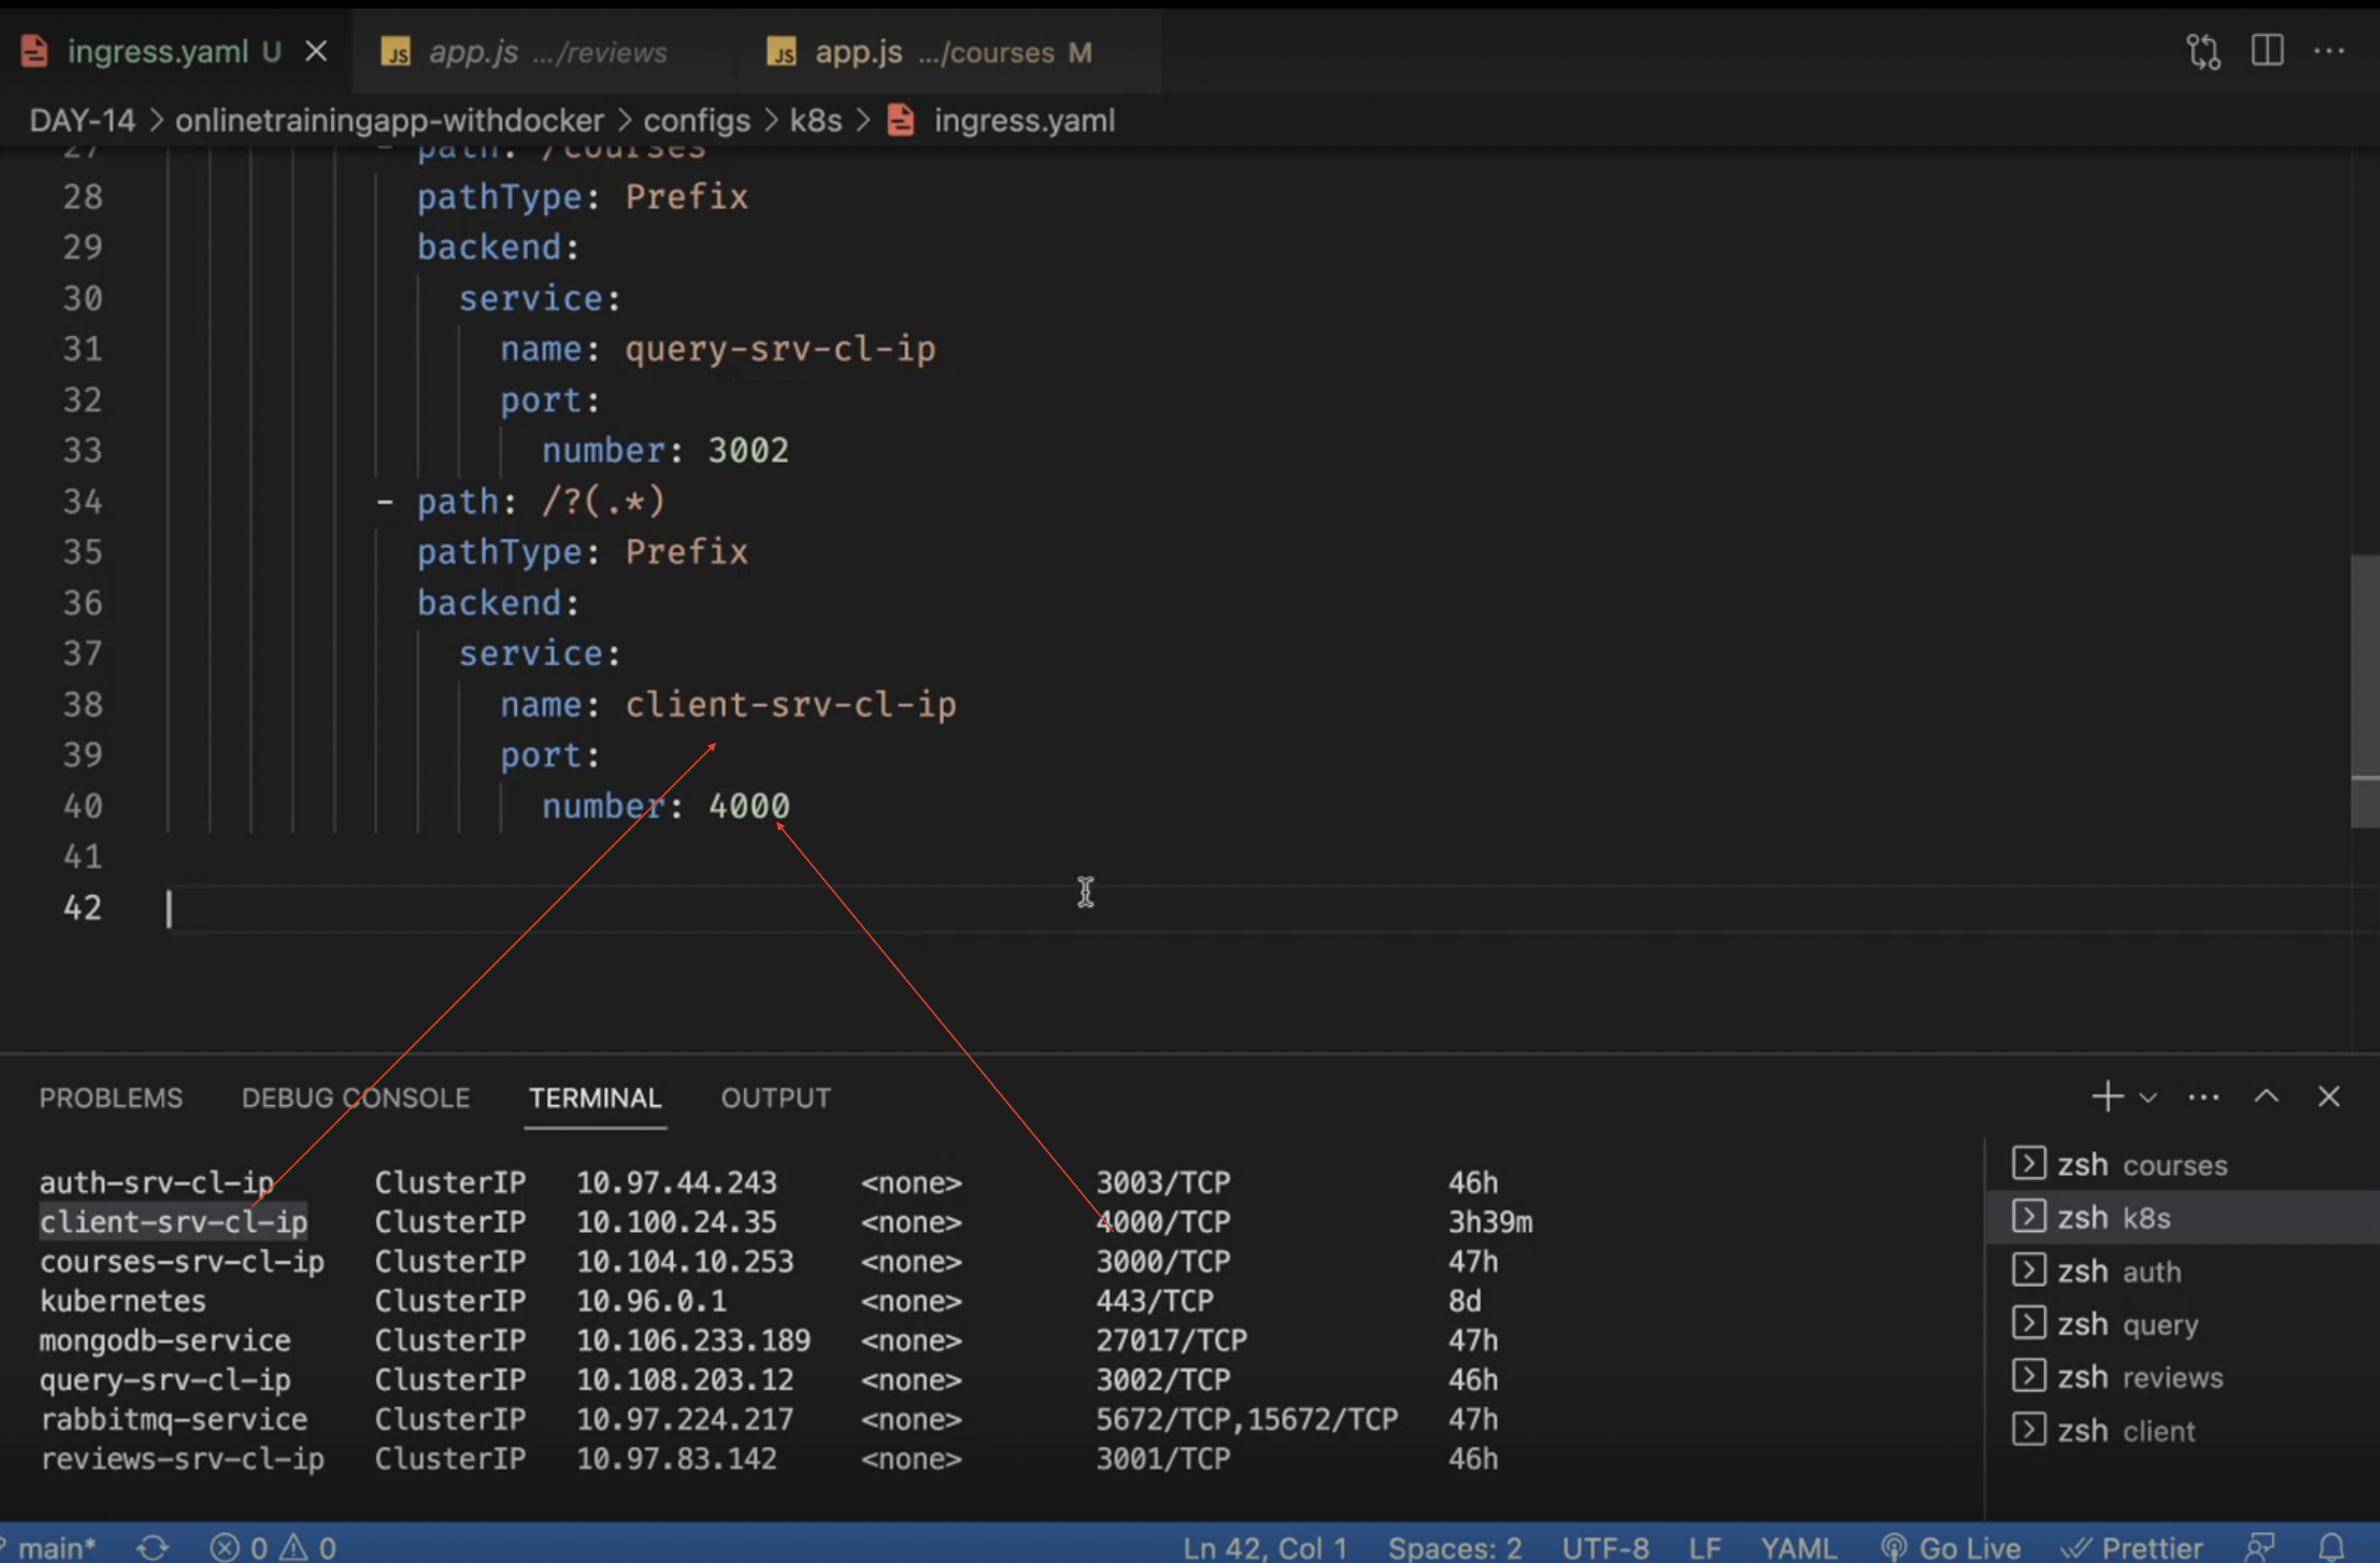 ingress.yaml U
app.js .../reviews
app.js .../courses M
DAY-14 > onlinetrainingapp-withdocker > configs > k8s > ingress.yaml
27 - path: /courses
28 pathType: Prefix
29 backend:
30 service:
31 name: query-srv-cl-ip
32 port:
33 number: 3002
34 - path: /?(.*)
35 pathType: Prefix
36 backend:
37 service:
38 name: client-srv-cl-ip
39 port:
40 number: 4000
41
42
PROBLEMS DEBUG CONSOLE TERMINAL OUTPUT
auth-srv-cl-ip ClusterIP 10.97.44.243 <none> 3003/TCP 46h
client-srv-cl-ip ClusterIP 10.100.24.35 <none> 4000/TCP 3h39m
courses-srv-cl-ip ClusterIP 10.104.10.253 <none> 3000/TCP 47h
kubernetes ClusterIP 10.96.0.1 <none> 443/TCP 8d
mongodb-service ClusterIP 10.106.233.189 <none> 27017/TCP 47h
query-srv-cl-ip ClusterIP 10.108.203.12 <none> 3002/TCP 46h
rabbitmq-service ClusterIP 10.97.224.217 <none> 5672/TCP,15672/TCP 47h
reviews-srv-cl-ip ClusterIP 10.97.83.142 <none> 3001/TCP 46h
zsh courses
zsh k8s
zsh auth
zsh query
zsh reviews
zsh client
main* 0 0 Ln 42, Col 1 Spaces: 2 UTF-8 LF YAML Go Live Prettier